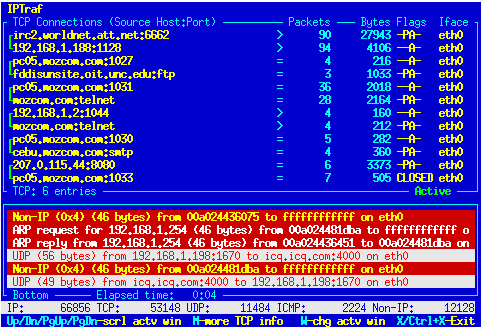 IPTraf
TCP Connections (Source Host:Port) Packets Bytes Flags Iface
irc2.worldnet.att.net:6662 > 90 27943 -PA- eth0
192.168.1.188:1128 > 94 4106 -A- eth0
pc05.mozcom.com:1027 = 4 216 -A- eth0
fddisunsite.oit.unc.edu:ftp = 3 1033 -PA- eth0
pc05.mozcom.com:1031 = 36 2018 -A- eth0
mozcom.com:telnet = 28 2164 -PA- eth0
192.168.1.2:1044 > 4 160 -A- eth0
mozcom.com:telnet > 4 212 -PA- eth0
pc05.mozcom.com:1030 = 5 282 -A- eth0
cebu.mozcom.com:smtp = 4 360 -PA- eth0
207.0.115.44:8080 = 6 3373 -PA- eth0
pc05.mozcom.com:1033 = 7 505 CLOSED eth0
TCP: 6 entries Active
Non-IP (0x4) (46 bytes) from 00a024436075 to ffffffffffff on eth0
ARP request for 192.168.1.254 (46 bytes) from 00a024481dba to ffffffffffff o
ARP reply from 192.168.1.254 (46 bytes) from 00a024436451 to 00a024481dba on
UDP (56 bytes) from 192.168.1.198:1670 to icq.icq.com:4000 on eth0
Non-IP (0x4) (46 bytes) from 00a024481dba to ffffffffffff on eth0
UDP (49 bytes) from 192.168.1.198:1670 to icq.icq.com:4000 on eth0
Bottom Elapsed time: 0:04
IP: 66856 TCP: 53148 UDP: 11484 ICMP: 2224 Non-IP: 12128
Up/Dn/PgUp/PgDn-scrl actv win M-more TCP info W-chg actv win X/Ctrl+X-Exit